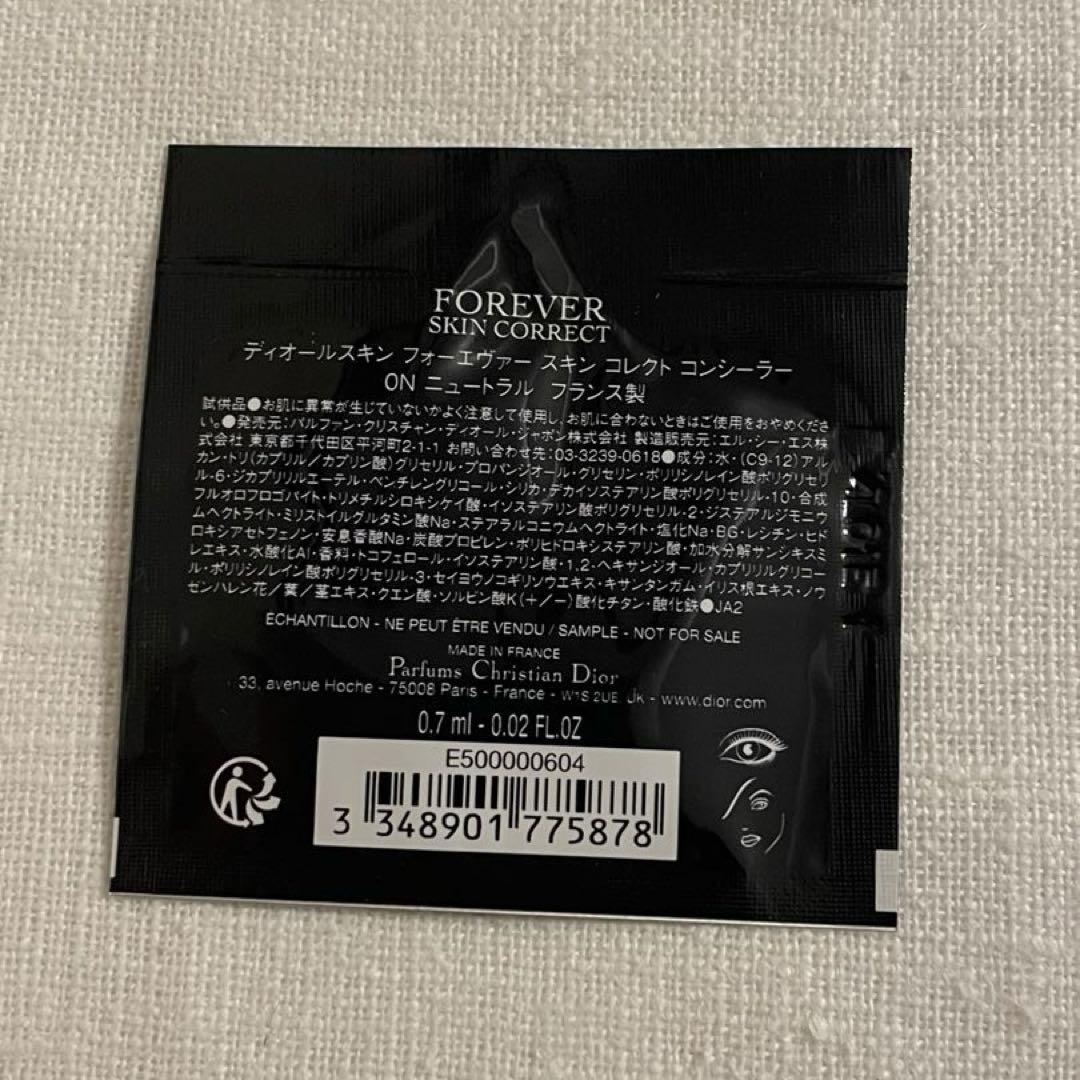 FOREVER
SKIN CORRECT
ディオールスキン フォーエヴァー スキン コレクト コンシーラー
0N ニュートラル フランス製
試供品●お肌に異常が生じていないかよく注意して使用し、お肌に合わないときはご使用をおやめくださ
い。●発売元：パルファン・クリスチャン・ディオール・ジャポン株式会社 製造販売元：エル・シー・エス株
式会社 東京都千代田区平河町2-1-1 お問い合わせ先：03-3239-0618●成分：水・(C9-12)アル
カン・トリ(カプリル/カプリン酸)グリセリル・プロパンジオール・グリセリン・ポリリシノレイン酸ポリグリセリ
ル-6・ジカプリリルエーテル・ペンチレングリコール・シリカ・デカイソステアリン酸ポリグリセリル-10・合成
フルオロフロゴパイト・トリメチルシロキシケイ酸・イソステアリン酸ポリグリセリル-2・ジステアルジモニウ
ムヘクトライト・ミリストイルグルタミン酸Na・ステアラルコニウムヘクトライト・塩化Na・BG・レシチン・ヒド
ロキシアセトフェノン・安息香酸Na・炭酸プロピレン・ポリヒドロキシステアリン酸・加水分解サンシキスミ
レエキス・水酸化Al・香料・トコフェロール・イソステアリン酸・1,2-ヘキサンジオール・カプリリルグリコー
ル・ポリリシノレイン酸ポリグリセリル-3・セイヨウノコギリソウエキス・キサンタンガム・イリス根エキス・ノウ
ゼンハレン花/葉/茎エキス・クエン酸・ソルビン酸K(+/-)酸化チタン・酸化鉄●JA2
ÉCHANTILLON - NE PEUT ÊTRE VENDU / SAMPLE - NOT FOR SALE
MADE IN FRANCE
Parfums Christian Dior
33, avenue Hoche - 75008 Paris - France - W1S 2UE, Uk - www.dior.com
0.7 ml - 0.02 FL.OZ
E500000604
3 348901 775878